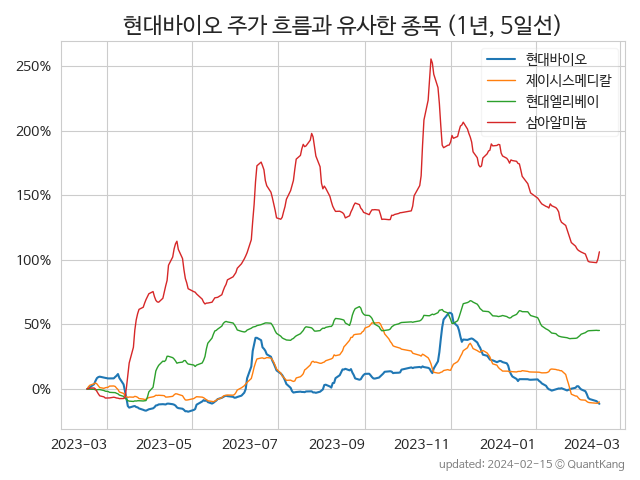 현대바이오 주가 흐름과 유사한 종목 (1년, 5일선)
현대바이오
제이시스메디칼
현대엘리베이
삼아알미늄
250%
200%
150%
100%
50%
0%
2023-03 2023-05 2023-07 2023-09 2023-11 2024-01 2024-03
updated: 2024-02-15 © QuantKang